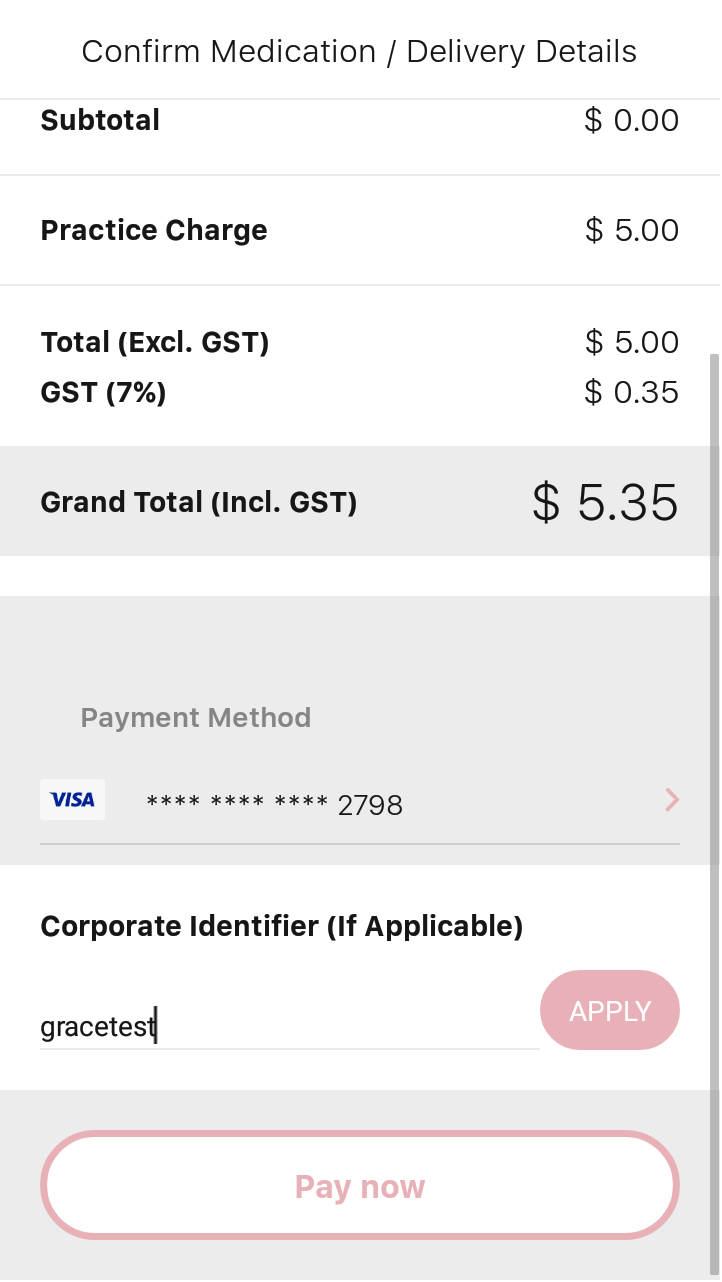 Confirm Medication / Delivery Details
Subtotal $ 0.00
Practice Charge $ 5.00
Total (Excl. GST) $ 5.00
GST (7%) $ 0.35
Grand Total (Incl. GST) $ 5.35
Payment Method
VISA **** **** **** 2798
Corporate Identifier (If Applicable)
gracetest APPLY
Pay now